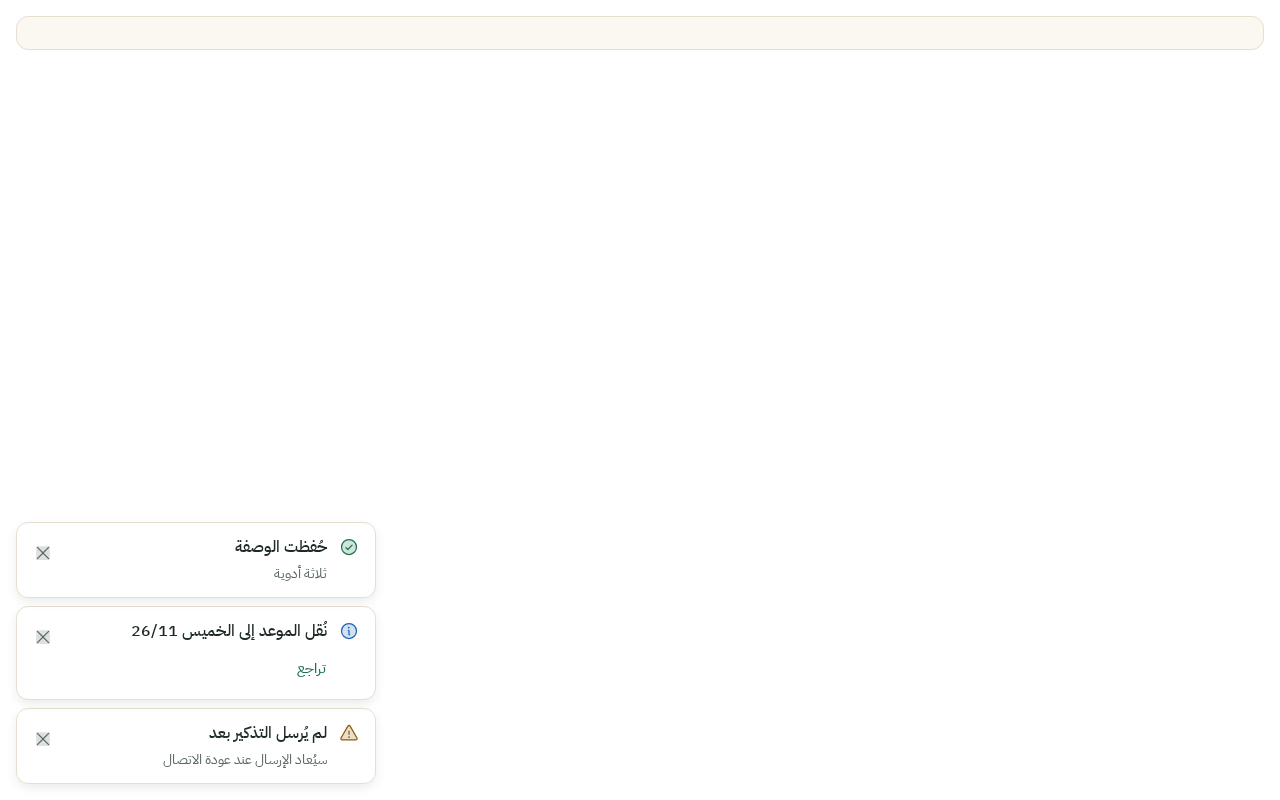 حُفظت الوصفة
ثلاثة أدوية
نُقل الموعد إلى الخميس 26/11
تراجع
لم يُرسل التذكير بعد
سيُعاد الإرسال عند عودة الاتصال